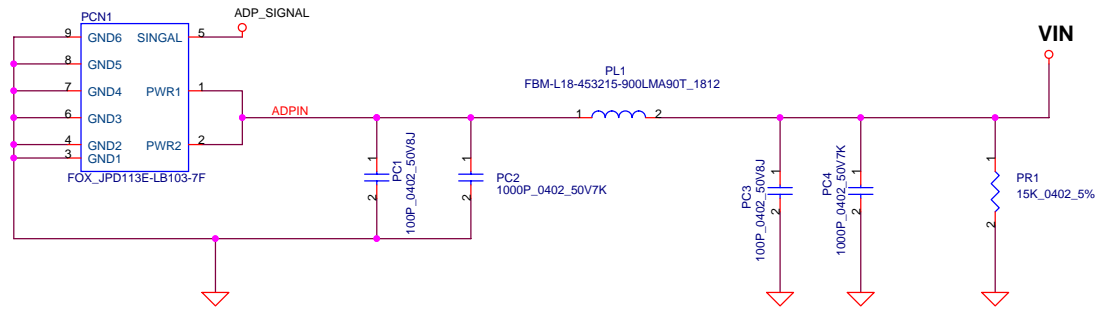 PCN1
ADP_SIGNAL
9 GND6 SINGAL 5
8 GND5
7 GND4 PWR1 1
6 GND3
4 GND2 PWR2 2
3 GND1
FOX_JPD113E-LB103-7F
ADPIN
1
2
PC1
100P_0402_50V8J
1
2
PC2
1000P_0402_50V7K
PL1
FBM-L18-453215-900LMA90T_1812
1 2
1
2
PC3
100P_0402_50V8J
1
2
PC4
1000P_0402_50V7K
VIN
1
2
PR1
15K_0402_5%